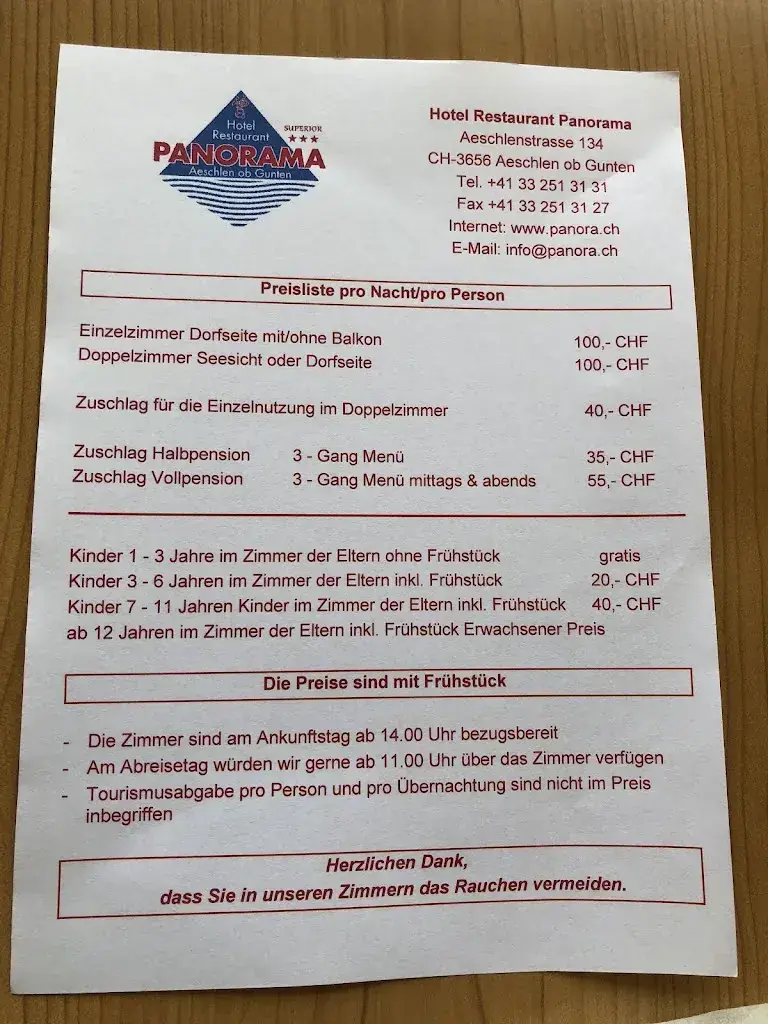 Hotel
Restaurant
SUPERIOR
★★★
PANORAMA
Aeschlen ob Gunten
Hotel Restaurant Panorama
Aeschlenstrasse 134
CH-3656 Aeschlen ob Gunten
Tel. +41 33 251 31 31
Fax +41 33 251 31 27
Internet: www.panora.ch
E-Mail: info@panora.ch
Preisliste pro Nacht/pro Person
Einzelzimmer Dorfseite mit/ohne Balkon 100,- CHF
Doppelzimmer Seesicht oder Dorfseite 100,- CHF
Zuschlag für die Einzelnutzung im Doppelzimmer 40,- CHF
Zuschlag Halbpension 3 - Gang Menü 35,- CHF
Zuschlag Vollpension 3 - Gang Menü mittags & abends 55,- CHF
Kinder 1 - 3 Jahre im Zimmer der Eltern ohne Frühstück gratis
Kinder 3 - 6 Jahren im Zimmer der Eltern inkl. Frühstück 20,- CHF
Kinder 7 - 11 Jahren Kinder im Zimmer der Eltern inkl. Frühstück 40,- CHF
ab 12 Jahren im Zimmer der Eltern inkl. Frühstück Erwachsener Preis
Die Preise sind mit Frühstück
- Die Zimmer sind am Ankunftstag ab 14.00 Uhr bezugsbereit
- Am Abreisetag würden wir gerne ab 11.00 Uhr über das Zimmer verfügen
- Tourismusabgabe pro Person und pro Übernachtung sind nicht im Preis
inbegriffen
Herzlichen Dank,
dass Sie in unseren Zimmern das Rauchen vermeiden.